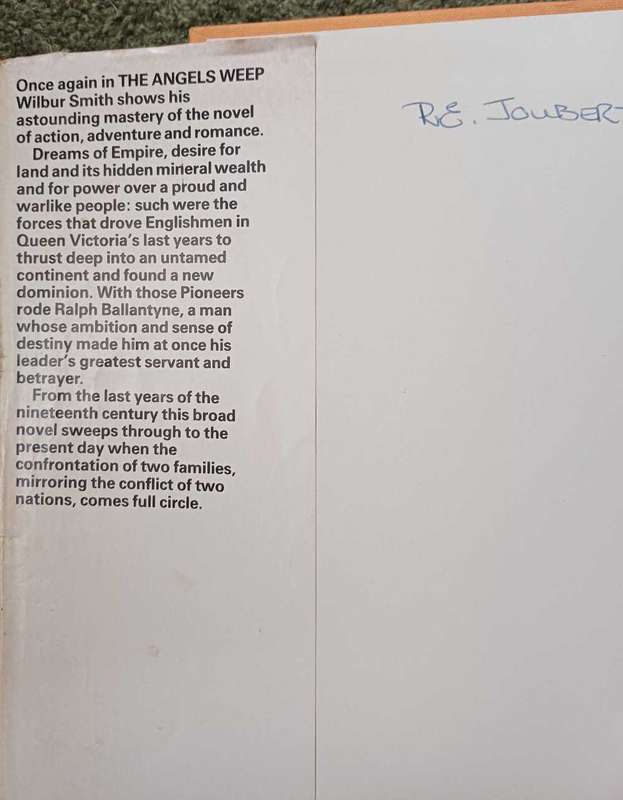 Once again in THE ANGELS WEEP
Wilbur Smith shows his
astounding mastery of the novel
of action, adventure and romance.
Dreams of Empire, desire for
land and its hidden mineral wealth
and for power over a proud and
warlike people: such were the
forces that drove Englishmen in
Queen Victoria's last years to
thrust deep into an untamed
continent and found a new
dominion. With those Pioneers
rode Ralph Ballantyne, a man
whose ambition and sense of
destiny made him at once his
leader's greatest servant and
betrayer.
From the last years of the
nineteenth century this broad
novel sweeps through to the
present day when the
confrontation of two families,
mirroring the conflict of two
nations, comes full circle.
R.E. JOUBERT